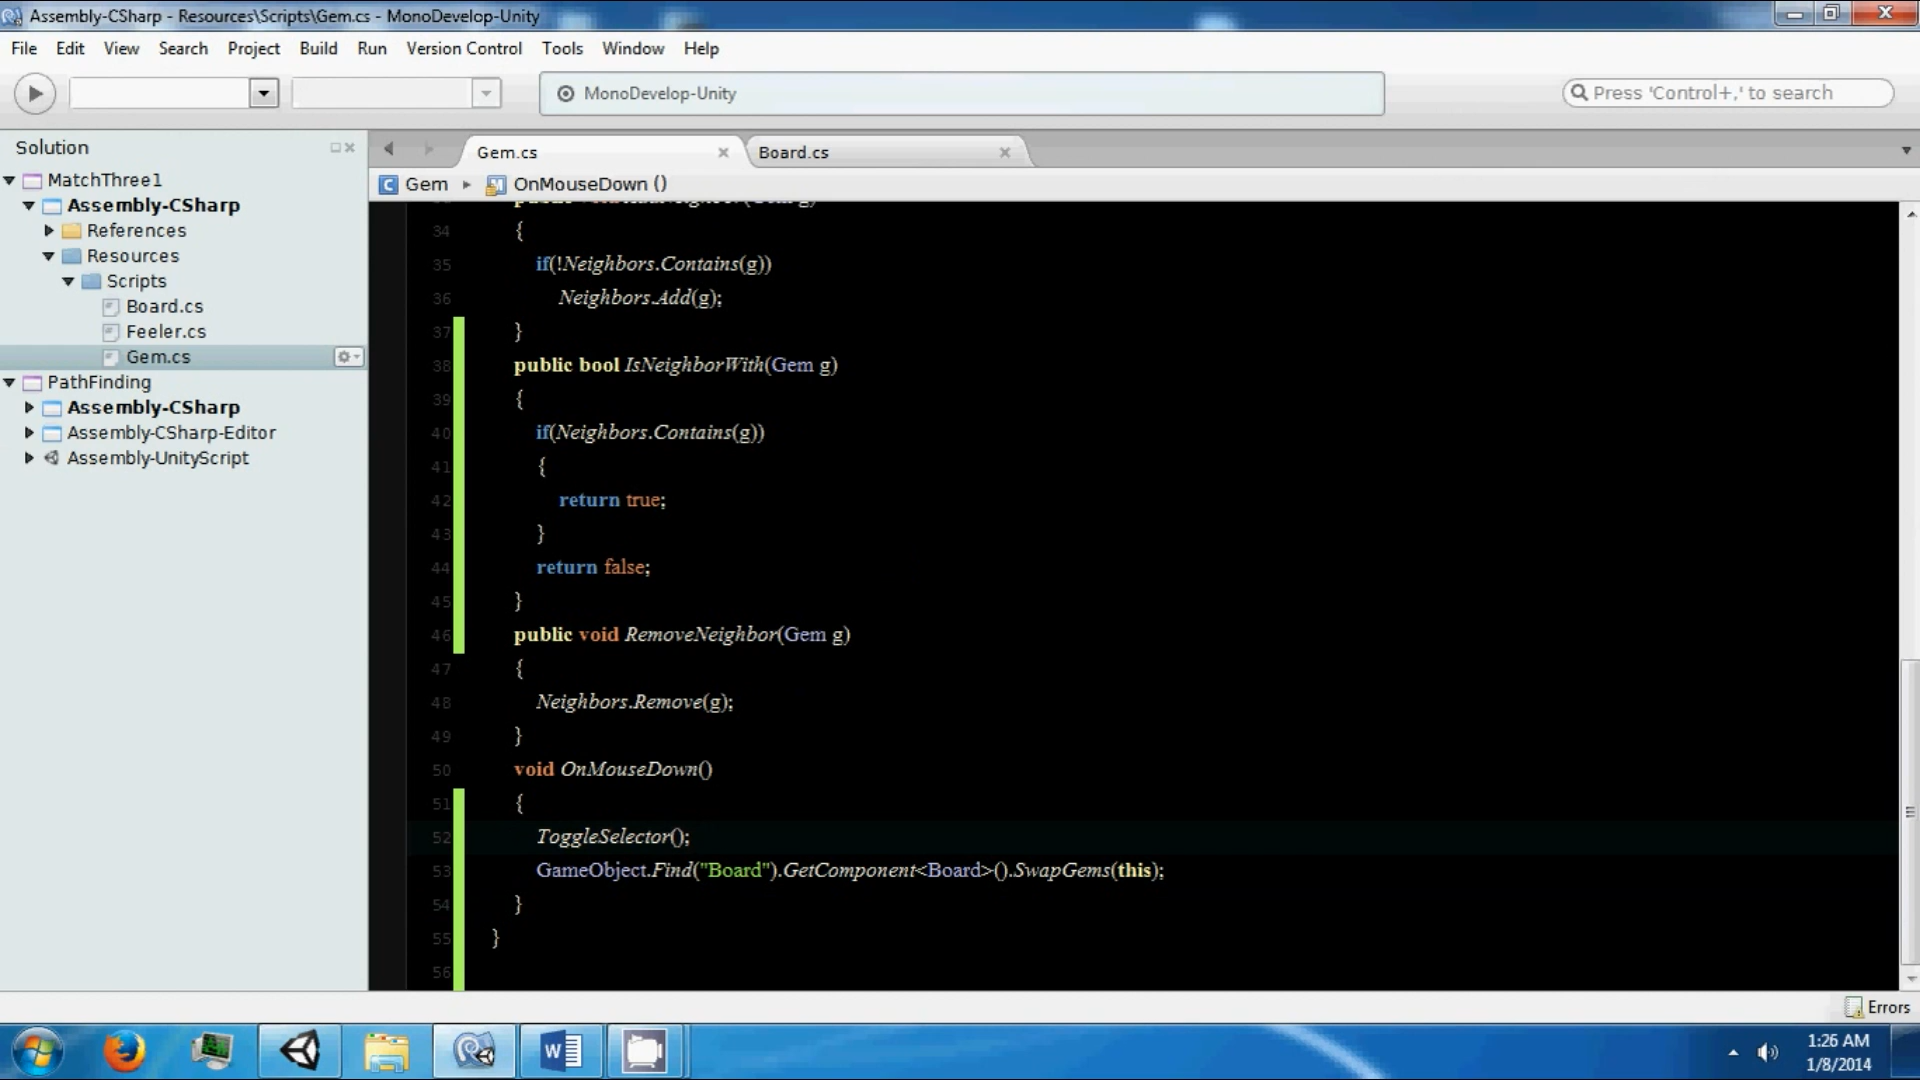 Assembly-CSharp - Resources\Scripts\Gem.cs - MonoDevelop-Unity
File Edit View Search Project Build Run Version Control Tools Window Help
MonoDevelop-Unity
Press 'Control+,' to search
Solution
MatchThree1
Assembly-CSharp
References
Resources
Scripts
Board.cs
Feeler.cs
Gem.cs
PathFinding
Assembly-CSharp
Assembly-CSharp-Editor
Assembly-UnityScript
Gem.cs Board.cs
Gem OnMouseDown ()
34 {
35 if(!Neighbors.Contains(g))
36 Neighbors.Add(g);
37 }
38 public bool IsNeighborWith(Gem g)
39 {
40 if(Neighbors.Contains(g))
41 {
42 return true;
43 }
44 return false;
45 }
46 public void RemoveNeighbor(Gem g)
47 {
48 Neighbors.Remove(g);
49 }
50 void OnMouseDown()
51 {
52 ToggleSelector();
53 GameObject.Find("Board").GetComponent<Board>().SwapGems(this);
54 }
55 }
56
Errors
1:26 AM
1/8/2014